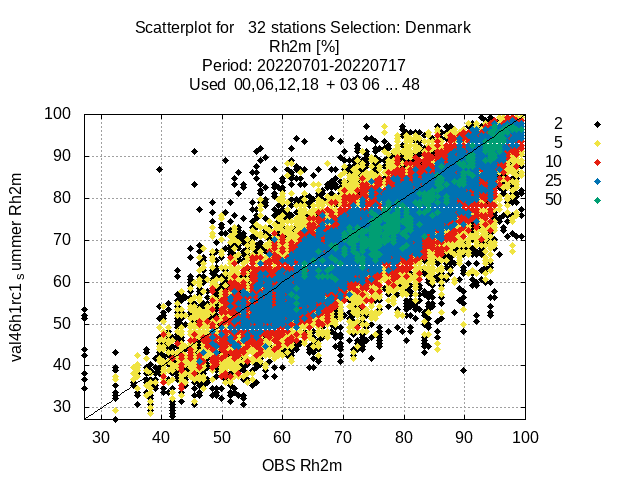 Scatterplot for   32 stations Selection: Denmark
Rh2m [%]
Period: 20220701-20220717
Used  00,06,12,18  + 03 06 ... 48
100
90
80
70
60
50
40
30
val46h1rc1 s ummer Rh2m
2
5
10
25
50
30 40 50 60 70 80 90 100
OBS Rh2m